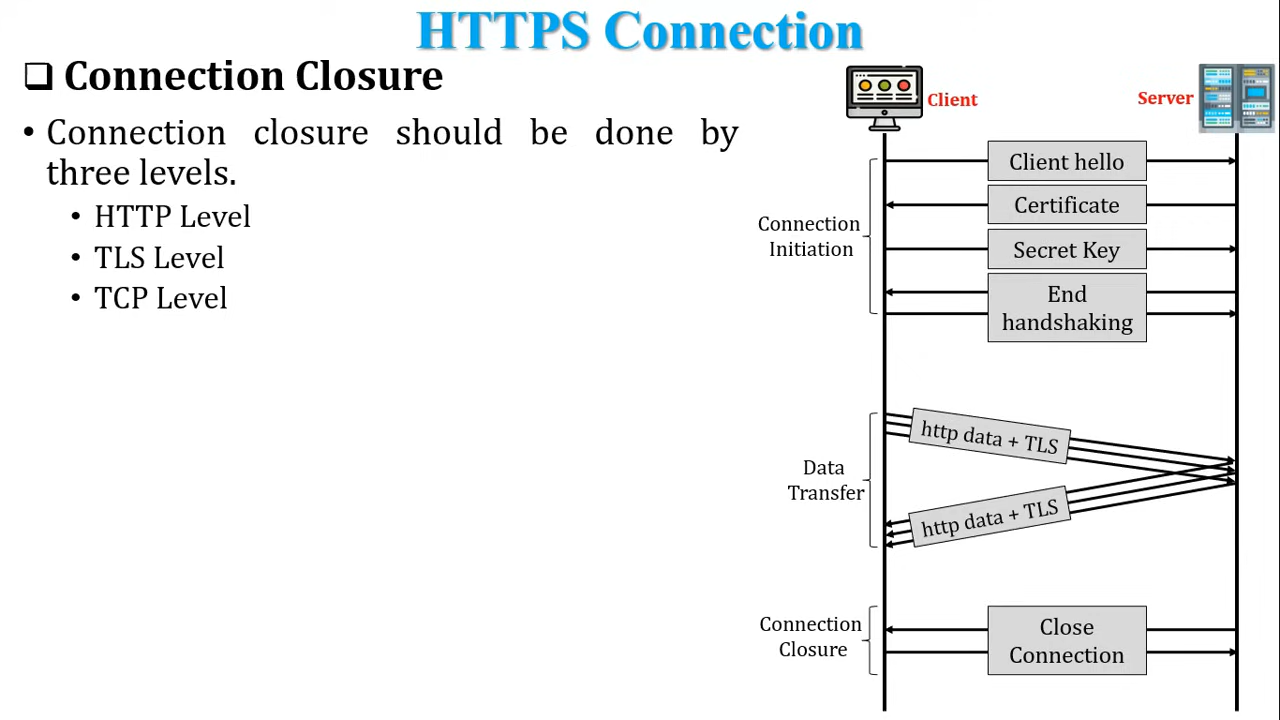 HTTPS Connection
❑ Connection Closure
• Connection closure should be done by
three levels.
• HTTP Level
• TLS Level
• TCP Level
Client
Server
Connection
Initiation
Client hello
Certificate
Secret Key
End
handshaking
Data
Transfer
http data + TLS
http data + TLS
Connection
Closure
Close
Connection